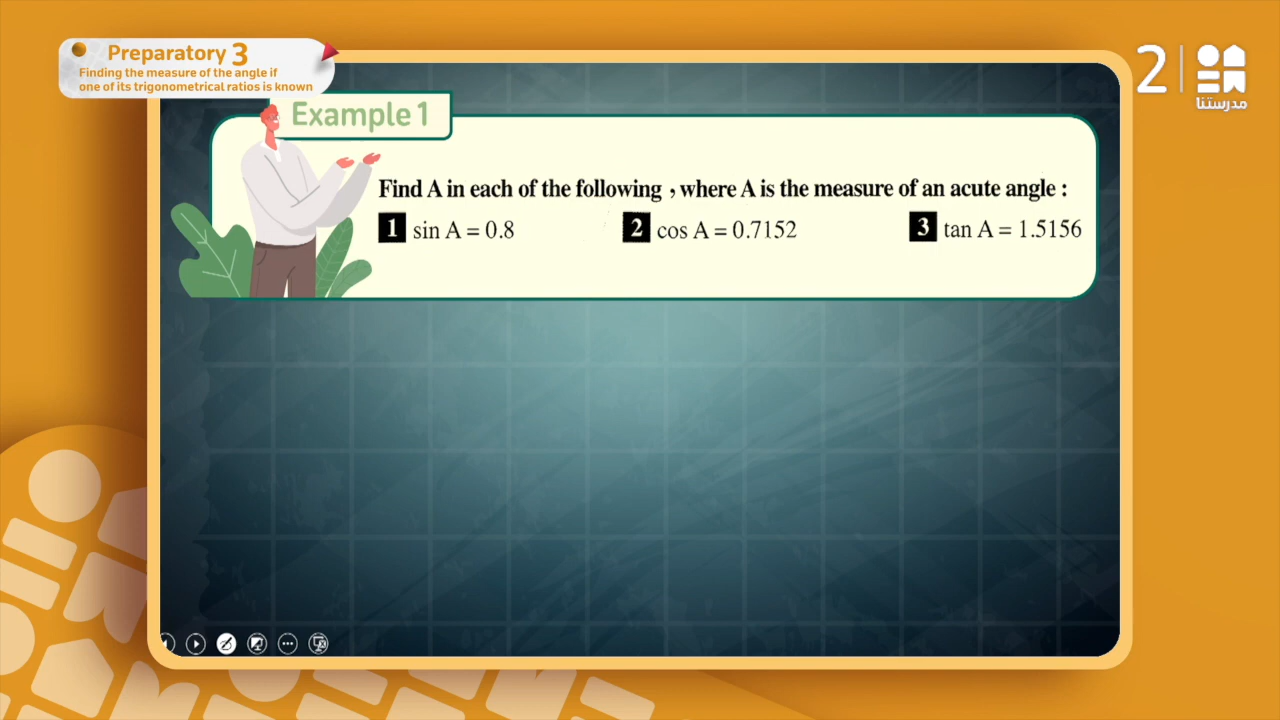 Preparatory 3
Finding the measure of the angle if
one of its trigonometrical ratios is known
2
مدرستنا
Example 1
Find A in each of the following , where A is the measure of an acute angle :
1 sin A = 0.8 2 cos A = 0.7152 3 tan A = 1.5156